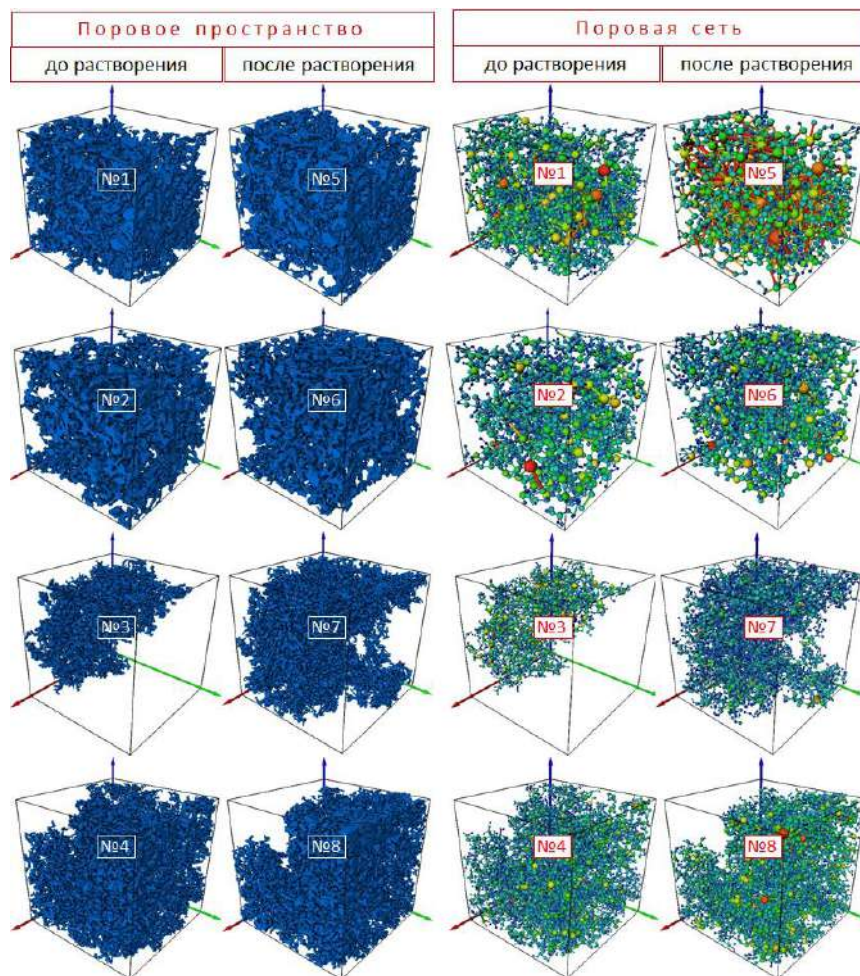 Поровое пространство
Поровая сеть
до растворения
после растворения
до растворения
после растворения
№1
№5
№1
№5
№2
№6
№2
№6
№3
№7
№3
№7
№4
№8
№4
№8